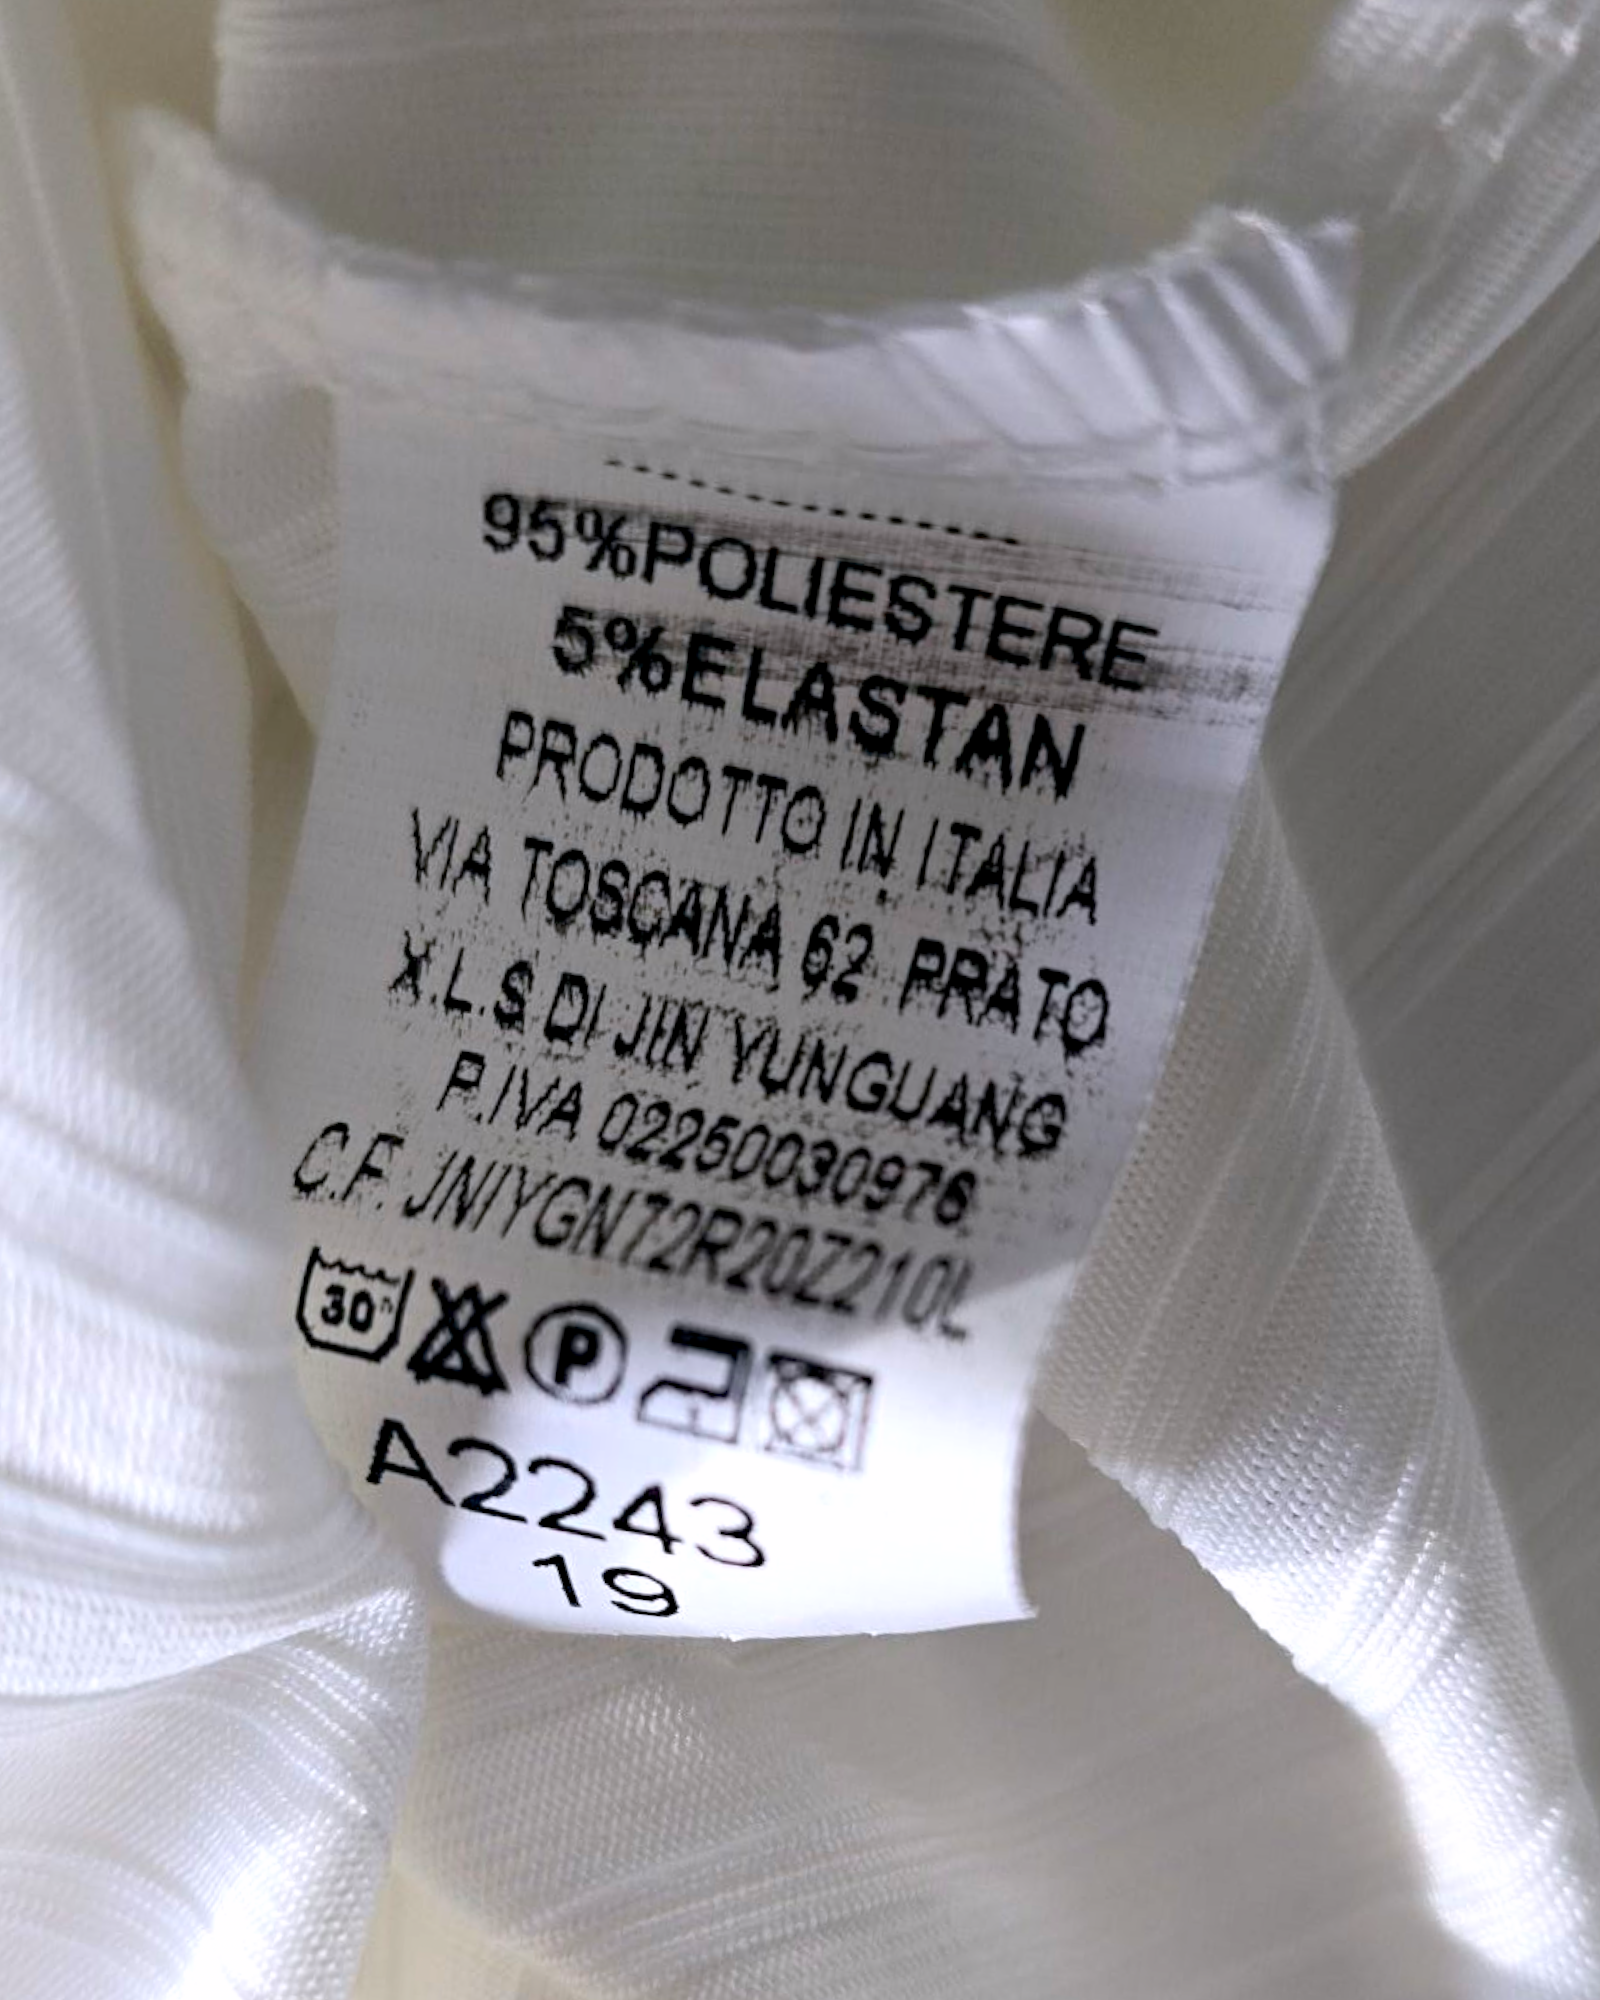 95%POLIESTERE
5%ELASTAN
PRODOTTO IN ITALIA
VIA TOSCANA 62 PRATO
X.L.S DI JIN YUNGUANG
P.IVA 02250030976
C.F. JNIYGN72R20Z210L
30°
P
A2243
19